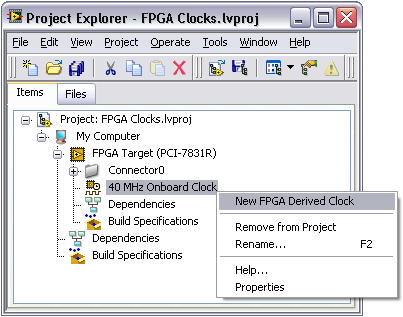 Project Explorer - FPGA Clocks.lvproj
File Edit View Project Operate Tools Window Help
Items Files
Project: FPGA Clocks.lvproj
My Computer
FPGA Target (PCI-7831R)
Connector0
40 MHz Onboard Clock
New FPGA Derived Clock
Dependencies
Build Specifications
Remove from Project
Rename... F2
Dependencies
Build Specifications
Help...
Properties